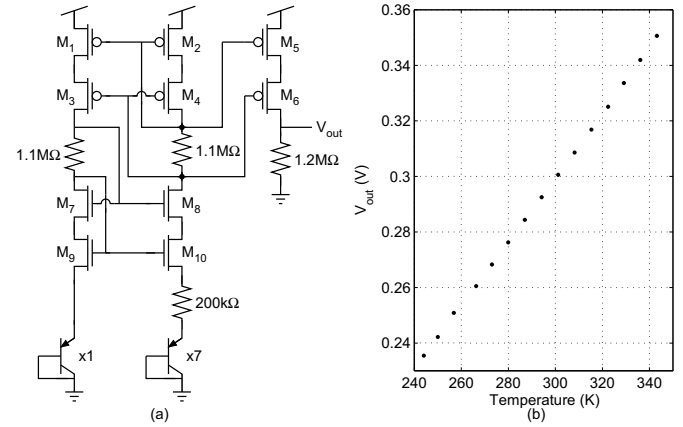 M1
M2
M5
M3
M4
M6
Vout
1.1MΩ
1.1MΩ
1.2MΩ
M7
M8
M9
M10
200kΩ
x1
x7
(a)
0.36
0.34
0.32
0.3
0.28
0.26
0.24
Vout (V)
240
260
280
300
320
340
Temperature (K)
(b)